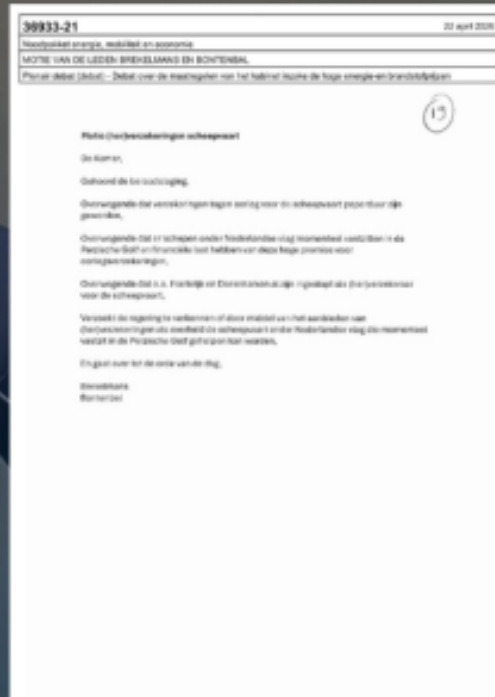 36933-21 22 april 2026
Noodpakket energie, mobiliteit en economie
MOTIE VAN DE LEDEN BREKELMANS EN BONTENBAL
Plenair debat (debat) - Debat over de maatregelen van het kabinet inzake de hoge energie-en brandstofprijzen
19
Motie (her)verzekeringen scheepvaart
De Kamer,
Gehoord de beraadslaging,
Overwegende dat verzekeringen tegen oorlog voor de scheepvaart peperduur zijn
geworden,
Overwegende dat er schepen onder Nederlandse vlag momenteel vastzitten in de
Perzische Golf en financiële last hebben van deze hoge premies voor
oorlogsverzekeringen,
Overwegende dat o.a. Frankrijk en Denemarken al zijn ingestapt als (her)verzekeraar
voor de scheepvaart,
Verzoekt de regering te verkennen of door middel van het aanbieden van
(her)verzekeringen als overheid de scheepvaart onder Nederlandse vlag die momenteel
vastzit in de Perzische Golf geholpen kan worden,
En gaat over tot de orde van de dag.
Brekelmans
Bontenbal